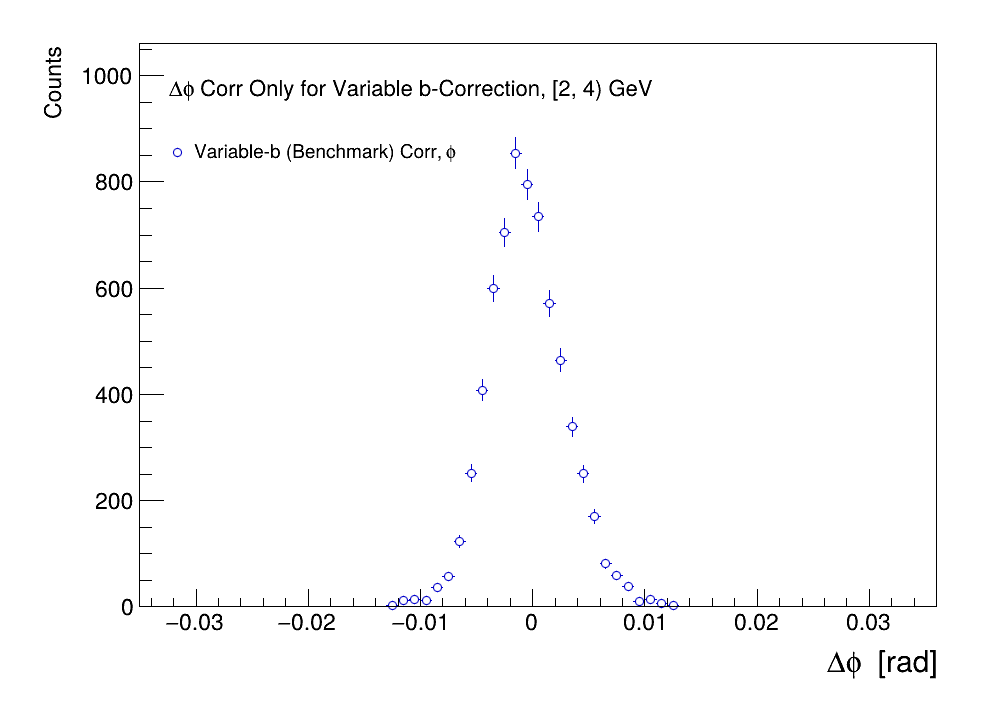 Counts
1000
Δϕ Corr Only for Variable b-Correction, [2, 4) GeV
Variable-b (Benchmark) Corr, ϕ
800
600
400
200
0
−0.03 −0.02 −0.01 0 0.01 0.02 0.03
Δϕ [rad]